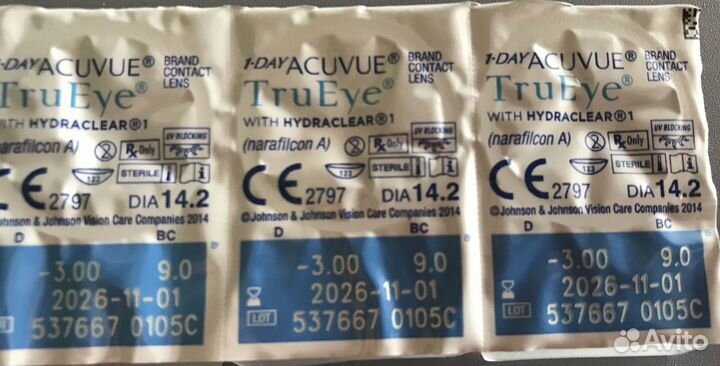 1-DAY ACUVUE® BRAND CONTACT LENS
TruEye®
WITH HYDRACLEAR®1
(narafilcon A) Rx Only UV BLOCKING
123 STERILE
CE 2797 DIA 14.2
©Johnson & Johnson Vision Care Companies 2014
D BC
-3.00 9.0
2026-11-01
LOT 537667 0105C
1-DAY ACUVUE® BRAND CONTACT LENS
TruEye®
WITH HYDRACLEAR®1
(narafilcon A) Rx Only UV BLOCKING
123 STERILE i
CE 2797 DIA 14.2
©Johnson & Johnson Vision Care Companies 2014
D BC
-3.00 9.0
2026-11-01
LOT 537667 0105C
1-DAY ACUVUE® BRAND CONTACT LENS
TruEye®
WITH HYDRACLEAR®1
(narafilcon A) Rx Only UV BLOCKING
123 STERILE i
CE 2797 DIA 14.2
©Johnson & Johnson Vision Care Companies 2014
D BC
-3.00 9.0
2026-11-01
LOT 537667 0105C
Avito